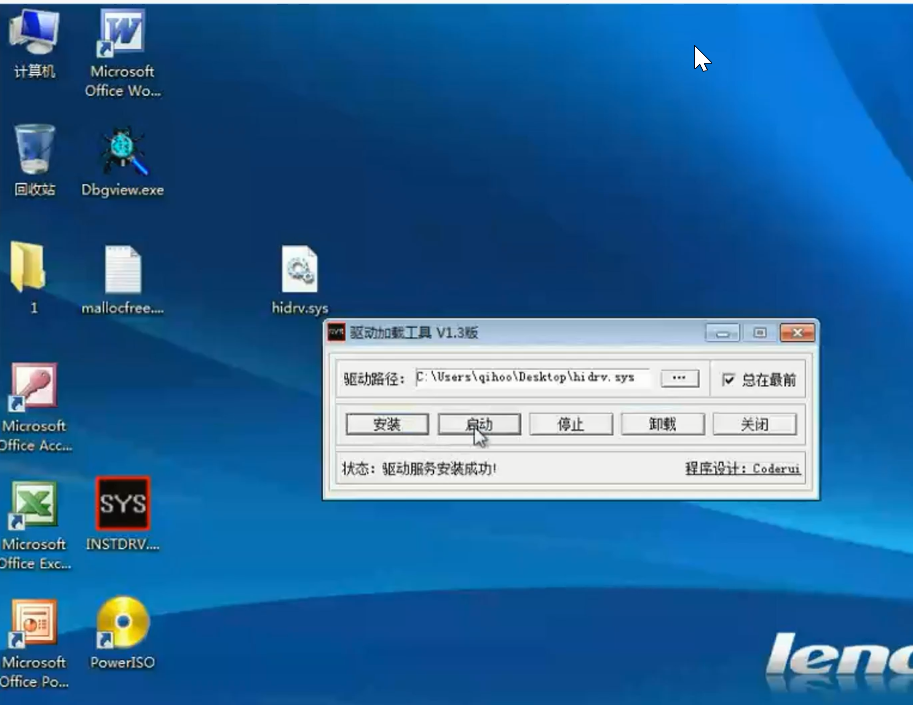 计算机
Microsoft
Office Wo...
回收站
Dbgview.exe
1
mallocfree....
hidrv.sys
SYS
驱动加载工具 V1.3版
驱动路径:
C:\Users\qihoo\Desktop\hidrv.sys
...
总在最前
安装
启动
停止
卸载
关闭
状态: 驱动服务安装成功!
程序设计: Coderui
Microsoft
Office Acc...
SYS
Microsoft
Office Exc...
INSTDRV....
Microsoft
Office Po...
PowerISO
leno